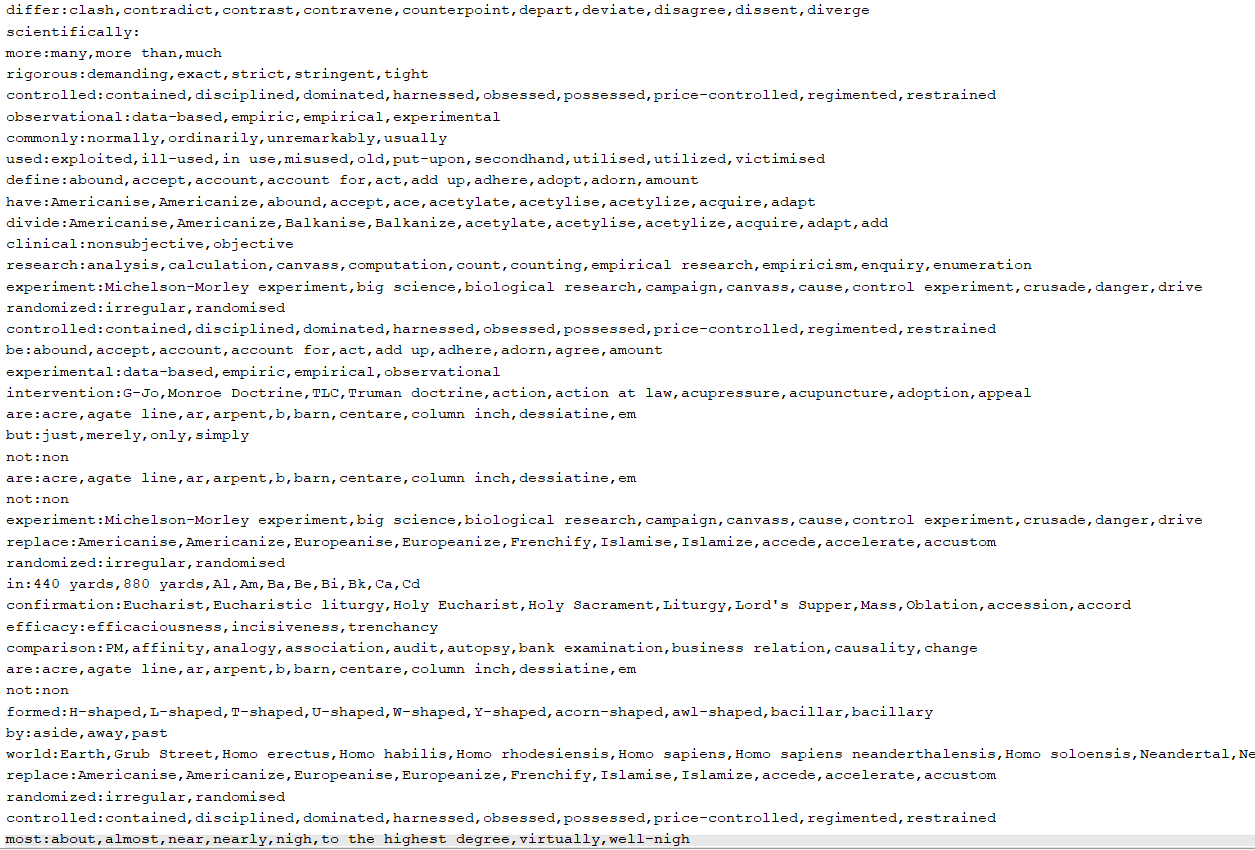 differ:clash,contradict,contrast,contravene,counterpoint,depart,deviate,disagree,dissent,diverge
scientifically:
more:many,more than,much
rigorous:demanding,exact,strict,stringent,tight
controlled:contained,disciplined,dominated,harnessed,obsessed,possessed,price-controlled,regimented,restrained
observational:data-based,empiric,empirical,experimental
commonly:normally,ordinarily,unremarkably,usually
used:exploited,ill-used,in use,misused,old,put-upon,secondhand,utilised,utilized,victimised
define:abound,accept,account,account for,act,add up,adhere,adopt,adorn,amount
have:Americanise,Americanize,abound,accept,ace,acetylate,acetylise,acetylize,acquire,adapt
divide:Americanise,Americanize,Balkanise,Balkanize,acetylate,acetylise,acetylize,acquire,adapt,add
clinical:nonsubjective,objective
research:analysis,calculation,canvass,computation,count,counting,empirical research,empiricism,enquiry,enumeration
experiment:Michelson-Morley experiment,big science,biological research,campaign,canvass,cause,control experiment,crusade,danger,drive
randomized:irregular,randomised
controlled:contained,disciplined,dominated,harnessed,obsessed,possessed,price-controlled,regimented,restrained
be:abound,accept,account,account for,act,add up,adhere,adorn,agree,amount
experimental:data-based,empiric,empirical,observational
intervention:G-Jo,Monroe Doctrine,TLC,Truman doctrine,action,action at law,acupressure,acupuncture,adoption,appeal
are:acre,agate line,ar,arpent,b,barn,centare,column inch,dessiatine,em
but:just,merely,only,simply
not:non
are:acre,agate line,ar,arpent,b,barn,centare,column inch,dessiatine,em
not:non
experiment:Michelson-Morley experiment,big science,biological research,campaign,canvass,cause,control experiment,crusade,danger,drive
replace:Americanise,Americanize,Europeanise,Europeanize,Frenchify,Islamise,Islamize,accede,accelerate,accustom
randomized:irregular,randomised
in:440 yards,880 yards,Al,Am,Ba,Be,Bi,Bk,Ca,Cd
confirmation:Eucharist,Eucharistic liturgy,Holy Eucharist,Holy Sacrament,Liturgy,Lord's Supper,Mass,Oblation,accession,accord
efficacy:efficaciousness,incisiveness,trenchancy
comparison:PM,affinity,analogy,association,audit,autopsy,bank examination,business relation,causality,change
are:acre,agate line,ar,arpent,b,barn,centare,column inch,dessiatine,em
not:non
formed:H-shaped,L-shaped,T-shaped,U-shaped,W-shaped,Y-shaped,acorn-shaped,awl-shaped,bacillar,bacillary
by:aside,away,past
world:Earth,Grub Street,Homo erectus,Homo habilis,Homo rhodesiensis,Homo sapiens,Homo sapiens neanderthalensis,Homo soloensis,Neandertal,Ne
replace:Americanise,Americanize,Europeanise,Europeanize,Frenchify,Islamise,Islamize,accede,accelerate,accustom
randomized:irregular,randomised
controlled:contained,disciplined,dominated,harnessed,obsessed,possessed,price-controlled,regimented,restrained
most:about,almost,near,nearly,nigh,to the highest degree,virtually,well-nigh